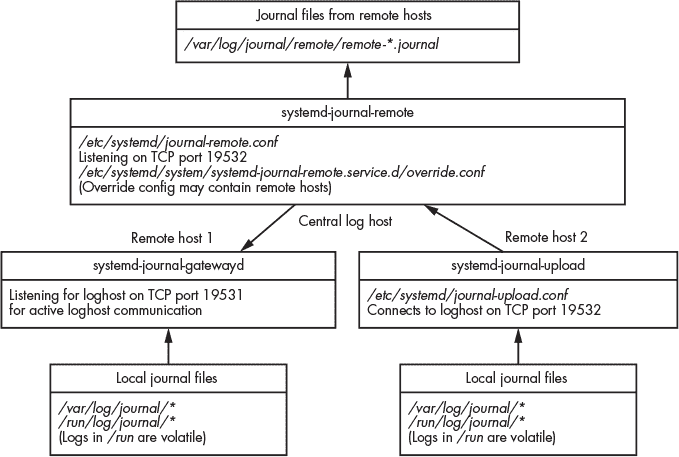 Journal files from remote hosts
/var/log/journal/remote/remote-*.journal
systemd-journal-remote
/etc/systemd/journal-remote.conf
Listening on TCP port 19532
/etc/systemd/system/systemd-journal-remote.service.d/override.conf
(Override config may contain remote hosts)
Central log host
Remote host 1
systemd-journal-gatewayd
Listening for loghost on TCP port 19531
for active loghost communication
Local journal files
/var/log/journal/*
/run/log/journal/*
(Logs in /run are volatile)
Remote host 2
systemd-journal-upload
/etc/systemd/journal-upload.conf
Connects to loghost on TCP port 19532
Local journal files
/var/log/journal/*
/run/log/journal/*
(Logs in /run are volatile)